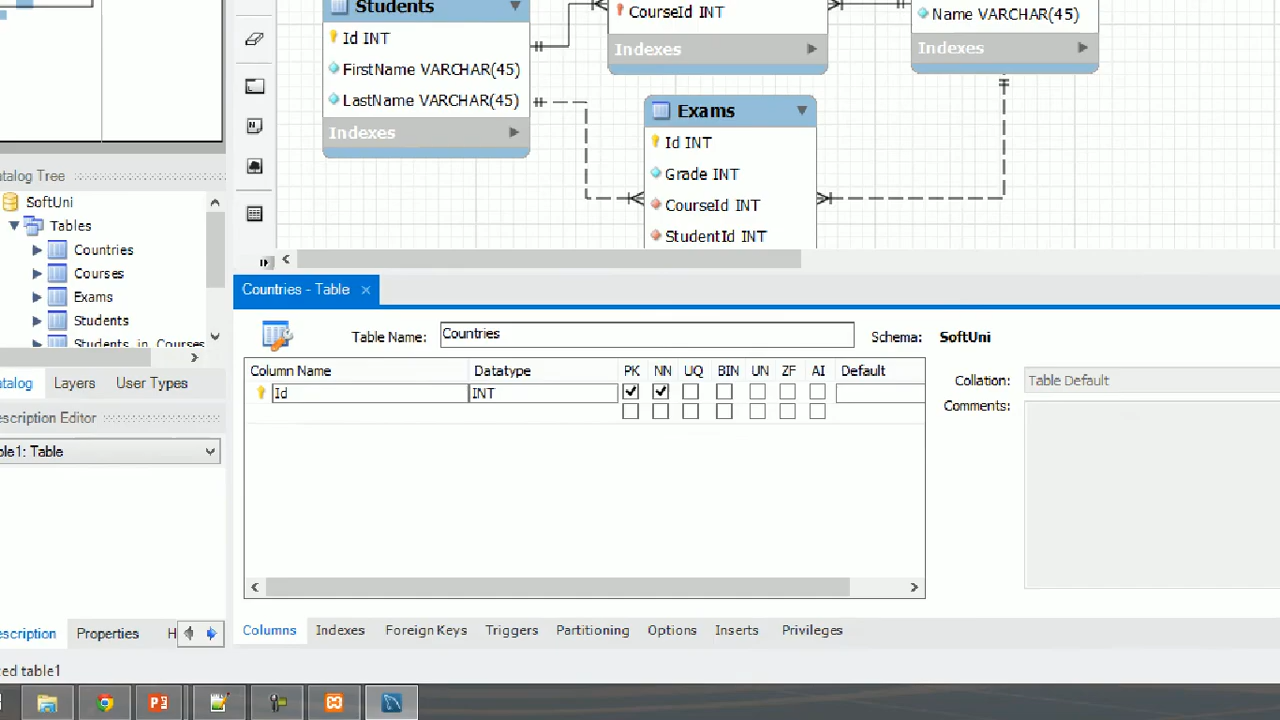 Students
Id INT
FirstName VARCHAR(45)
LastName VARCHAR(45)
Indexes
CourseId INT
Indexes
Name VARCHAR(45)
Indexes
Exams
Id INT
Grade INT
CourseId INT
StudentId INT
atalog Tree
SoftUni
Tables
Countries
Courses
Exams
Students
Students_in_Courses
atalog Layers User Types
escription Editor
ble1: Table
escription Properties H
Countries - Table
Table Name: Countries Schema: SoftUni
Column Name Datatype PK NN UQ BIN UN ZF AI Default
Id INT
Collation: Table Default
Comments:
Columns Indexes Foreign Keys Triggers Partitioning Options Inserts Privileges
ed table1